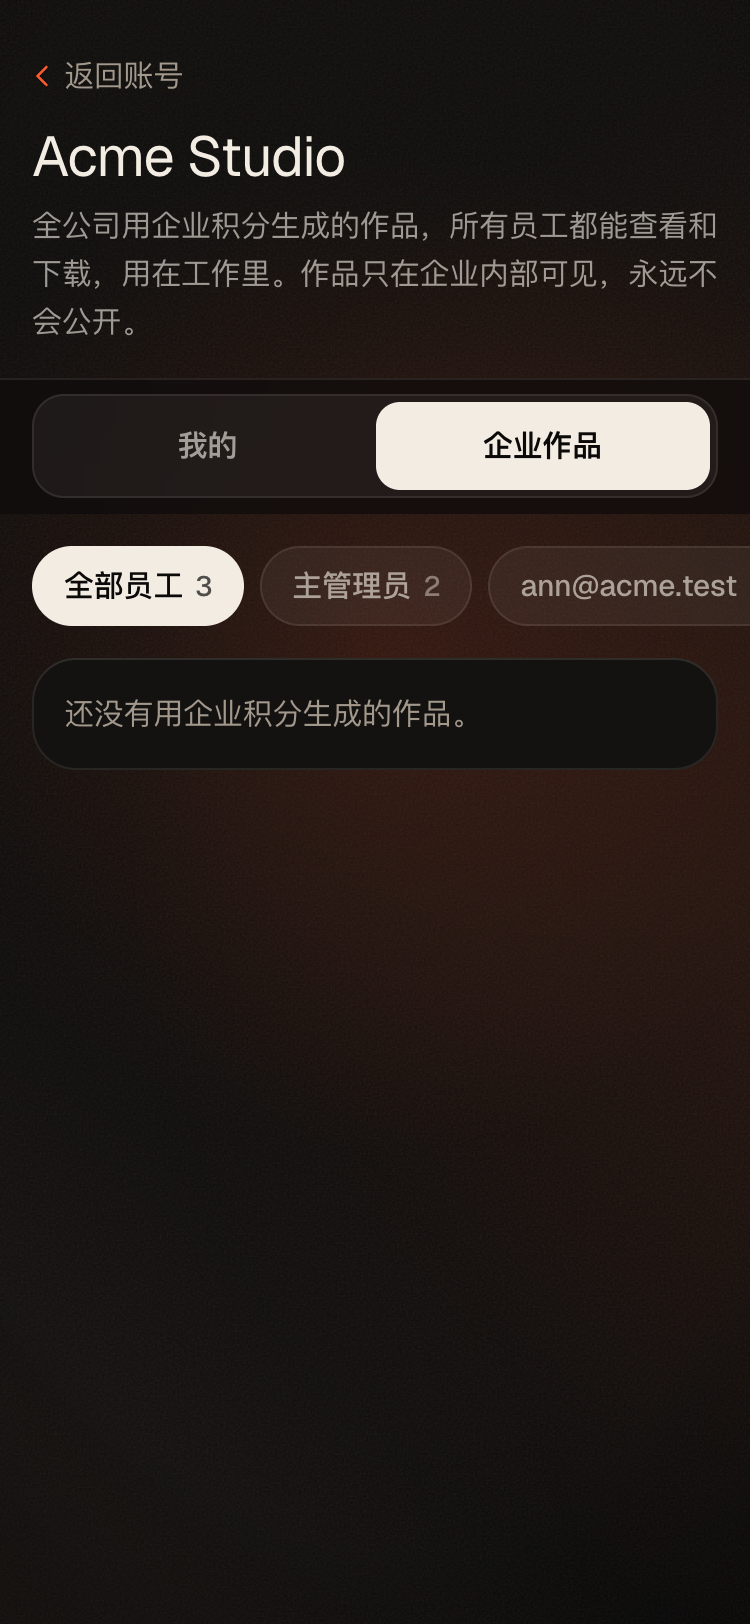 返回账号
Acme Studio
全公司用企业积分生成的作品，所有员工都能查看和
下载，用在工作里。作品只在企业内部可见，永远不
会公开。
我的
企业作品
全部员工 3
主管理员 2
ann@acme.test
还没有用企业积分生成的作品。